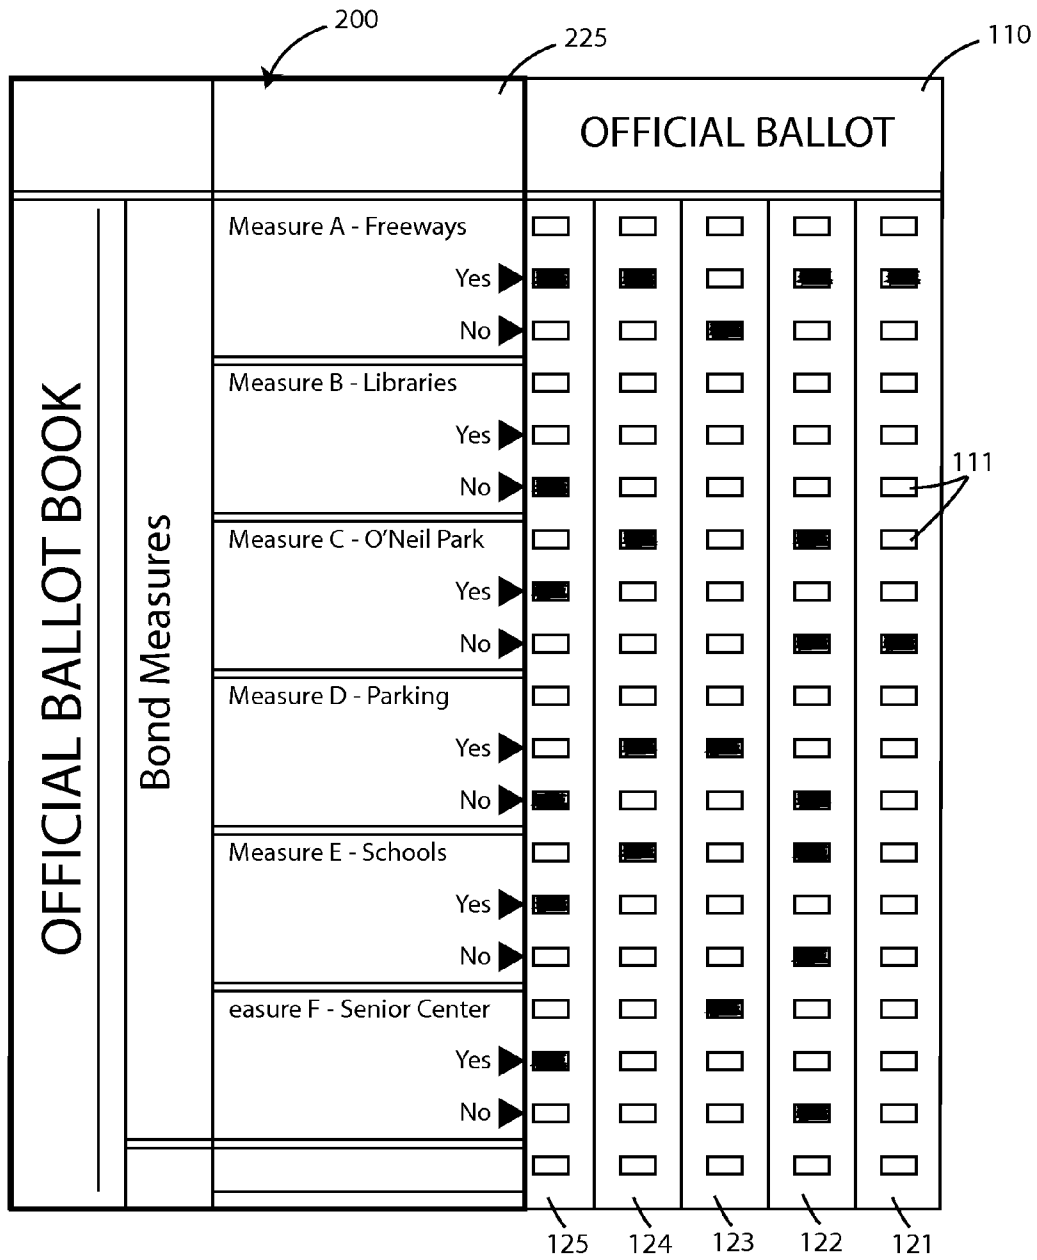 200
225
110
OFFICIAL BALLOT
OFFICIAL BALLOT BOOK
Bond Measures
Measure A - Freeways
Yes
No
Measure B - Libraries
Yes
No
111
Measure C - O'Neil Park
Yes
No
Measure D - Parking
Yes
No
Measure E - Schools
Yes
No
easure F - Senior Center
Yes
No
125 124 123 122 121